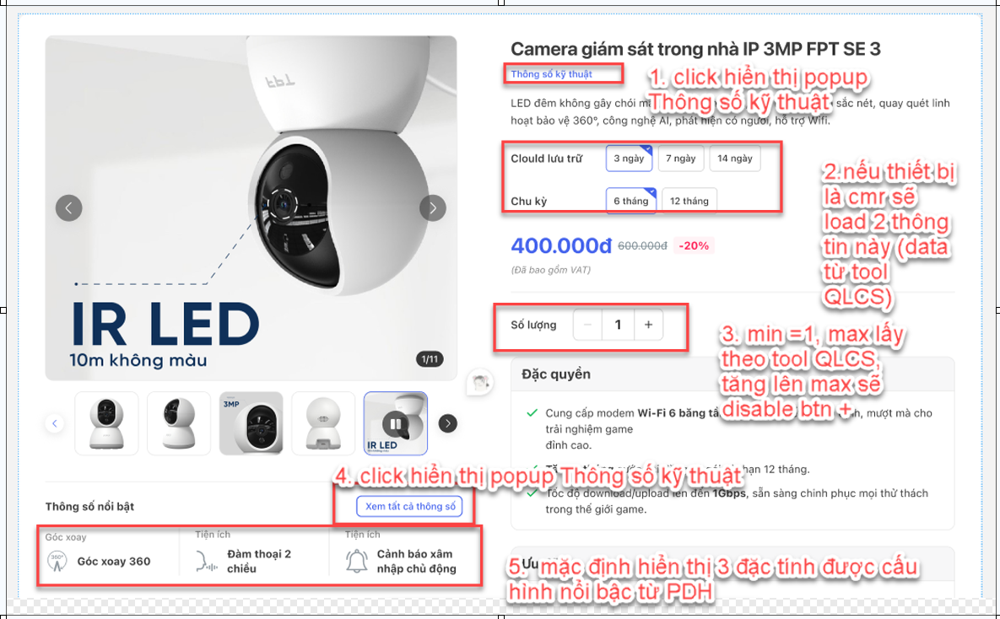 FPT
IR LED
10m không màu
1/11
3MP
IR LED
Thông số nổi bật
Xem tất cả thông số
Góc xoay
360°
Góc xoay 360
Tiện ích
Đàm thoại 2
chiều
Tiện ích
Cảnh báo xâm
nhập chủ động
Camera giám sát trong nhà IP 3MP FPT SE 3
Thông số kỹ thuật
1. click hiển thị popup
Thông số kỹ thuật
LED đêm không gây chói sắc nét, quay quét linh
hoạt bảo vệ 360°, công nghệ AI, phát hiện có người, hỗ trợ Wifi.
Clould lưu trữ
3 ngày
7 ngày
14 ngày
Chu kỳ
6 tháng
12 tháng
2.nếu thiết bị
là cmr sẽ
load 2 thông
tin này (data
từ tool
QLCS)
400.000đ 600.000đ -20%
(Đã bao gồm VAT)
Số lượng
− 1 +
3. min =1, max lấy
theo tool QLCS,
tăng lên max sẽ
disable btn +
Đặc quyền
Cung cấp modem Wi-Fi 6 băng mượt mà cho
trải nghiệm game
đỉnh cao.
hạn 12 tháng.
Tốc độ download/upload lên đến 1Gbps, sẵn sàng chinh phục mọi thử thách
trong thế giới game.
4. click hiển thị popup Thông số kỹ thuật
5. mặc định hiển thị 3 đặc tính được cấu
hình nổi bậc từ PDH